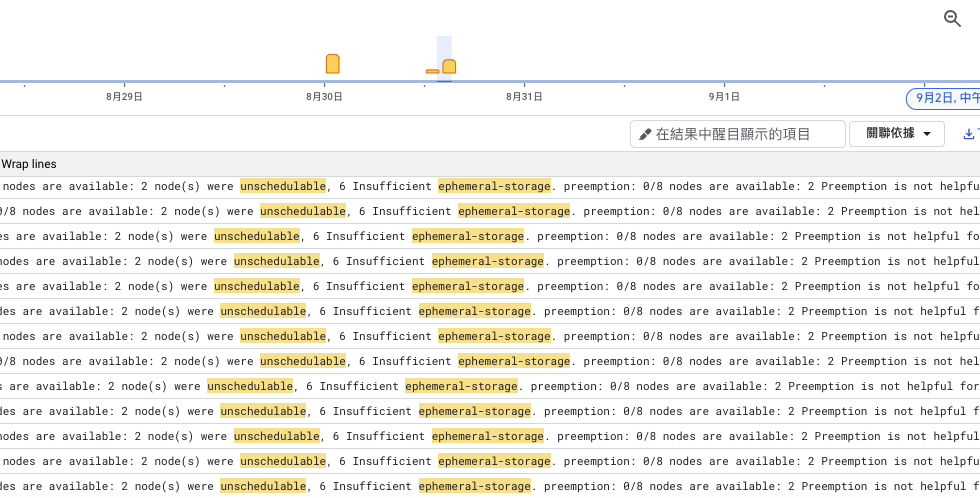 8月29日
8月30日
8月31日
9月1日
9月2日, 中午
在結果中醒目顯示的項目
關聯依據
Wrap lines
nodes are available: 2 node(s) were unschedulable, 6 Insufficient ephemeral-storage. preemption: 0/8 nodes are available: 2 Preemption is not helpfu
0/8 nodes are available: 2 node(s) were unschedulable, 6 Insufficient ephemeral-storage. preemption: 0/8 nodes are available: 2 Preemption is not hel
es are available: 2 node(s) were unschedulable, 6 Insufficient ephemeral-storage. preemption: 0/8 nodes are available: 2 Preemption is not helpful fo
nodes are available: 2 node(s) were unschedulable, 6 Insufficient ephemeral-storage. preemption: 0/8 nodes are available: 2 Preemption is not helpful
es are available: 2 node(s) were unschedulable, 6 Insufficient ephemeral-storage. preemption: 0/8 nodes are available: 2 Preemption is not helpful fo
des are available: 2 node(s) were unschedulable, 6 Insufficient ephemeral-storage. preemption: 0/8 nodes are available: 2 Preemption is not helpful f
nodes are available: 2 node(s) were unschedulable, 6 Insufficient ephemeral-storage. preemption: 0/8 nodes are available: 2 Preemption is not helpfu
0/8 nodes are available: 2 node(s) were unschedulable, 6 Insufficient ephemeral-storage. preemption: 0/8 nodes are available: 2 Preemption is not hel
s are available: 2 node(s) were unschedulable, 6 Insufficient ephemeral-storage. preemption: 0/8 nodes are available: 2 Preemption is not helpful for
des are available: 2 node(s) were unschedulable, 6 Insufficient ephemeral-storage. preemption: 0/8 nodes are available: 2 Preemption is not helpful f
nodes are available: 2 node(s) were unschedulable, 6 Insufficient ephemeral-storage. preemption: 0/8 nodes are available: 2 Preemption is not helpful
nodes are available: 2 node(s) were unschedulable, 6 Insufficient ephemeral-storage. preemption: 0/8 nodes are available: 2 Preemption is not helpfu
des are available: 2 node(s) were unschedulable, 6 Insufficient ephemeral-storage. preemption: 0/8 nodes are available: 2 Preemption is not helpful f